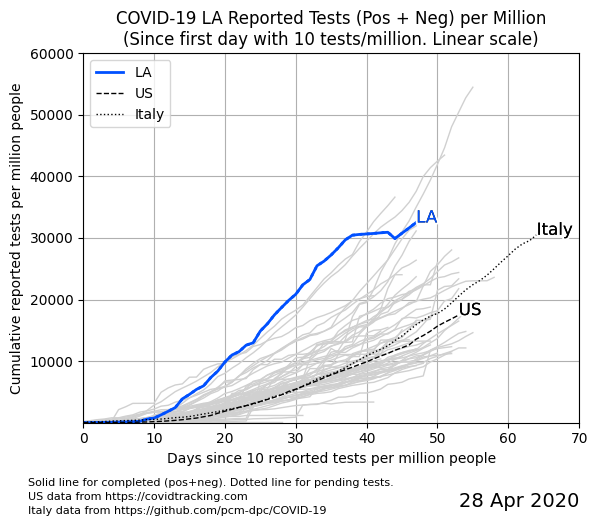 COVID-19 LA Reported Tests (Pos + Neg) per Million
(Since first day with 10 tests/million. Linear scale)
Cumulative reported tests per million people
60000
50000
40000
30000
20000
10000
LA
US
Italy
LA
Italy
US
0 10 20 30 40 50 60 70
Days since 10 reported tests per million people
Solid line for completed (pos+neg). Dotted line for pending tests.
US data from https://covidtracking.com
Italy data from https://github.com/pcm-dpc/COVID-19
28 Apr 2020